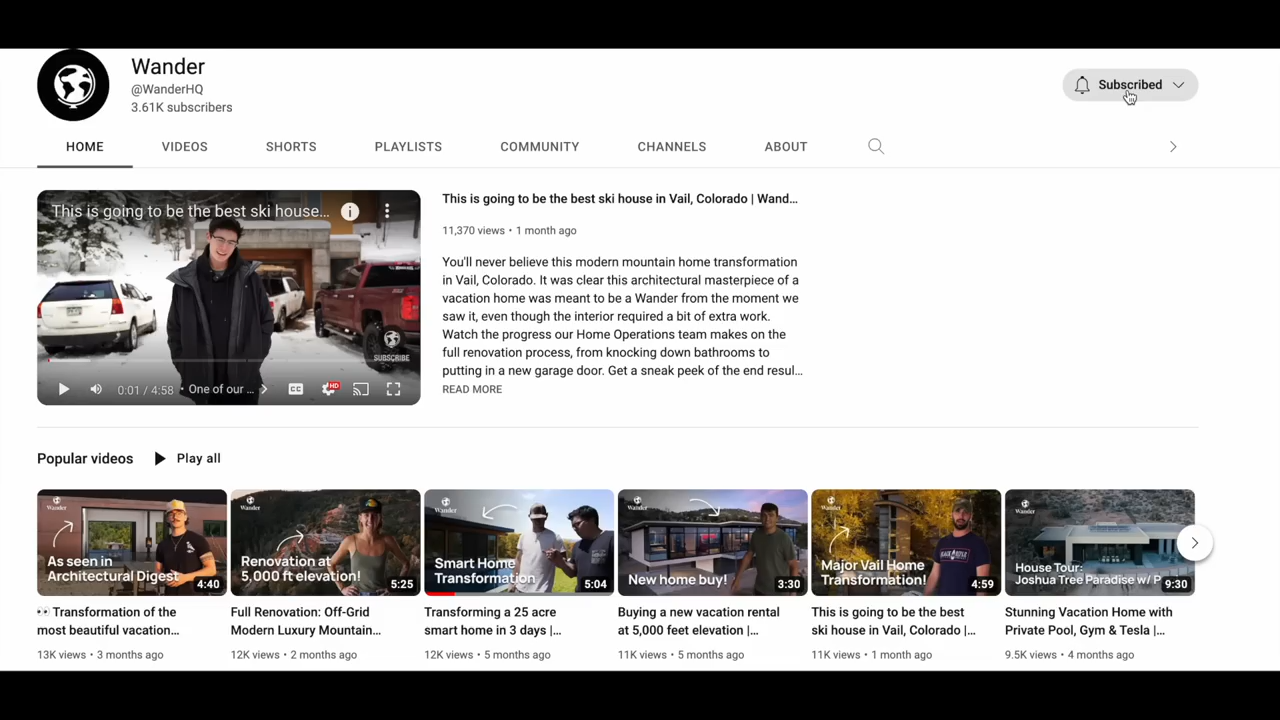 Wander
@WanderHQ
3.61K subscribers
Subscribed
HOME VIDEOS SHORTS PLAYLISTS COMMUNITY CHANNELS ABOUT
This is going to be the best ski house...
SUBSCRIBE
0:01 / 4:58 • One of our ...
CC
HD
This is going to be the best ski house in Vail, Colorado | Wand...
11,370 views • 1 month ago
You'll never believe this modern mountain home transformation
in Vail, Colorado. It was clear this architectural masterpiece of a
vacation home was meant to be a Wander from the moment we
saw it, even though the interior required a bit of extra work.
Watch the progress our Home Operations team makes on the
full renovation process, from knocking down bathrooms to
putting in a new garage door. Get a sneak peek of the end resul...
READ MORE
Popular videos Play all
Wander
As seen in
Architectural Digest
4:40
Transformation of the
most beautiful vacation...
13K views • 3 months ago
Wander
Renovation at
5,000 ft elevation!
5:25
Full Renovation: Off-Grid
Modern Luxury Mountain...
12K views • 2 months ago
Wander
Smart Home
Transformation
5:04
Transforming a 25 acre
smart home in 3 days |...
12K views • 5 months ago
Wander
New home buy!
3:30
Buying a new vacation rental
at 5,000 feet elevation |...
11K views • 5 months ago
Wander
Major Vail Home
Transformation!
4:59
This is going to be the best
ski house in Vail, Colorado |...
11K views • 1 month ago
Wander
House Tour:
Joshua Tree Paradise w/ P
9:30
Stunning Vacation Home with
Private Pool, Gym & Tesla |...
9.5K views • 4 months ago